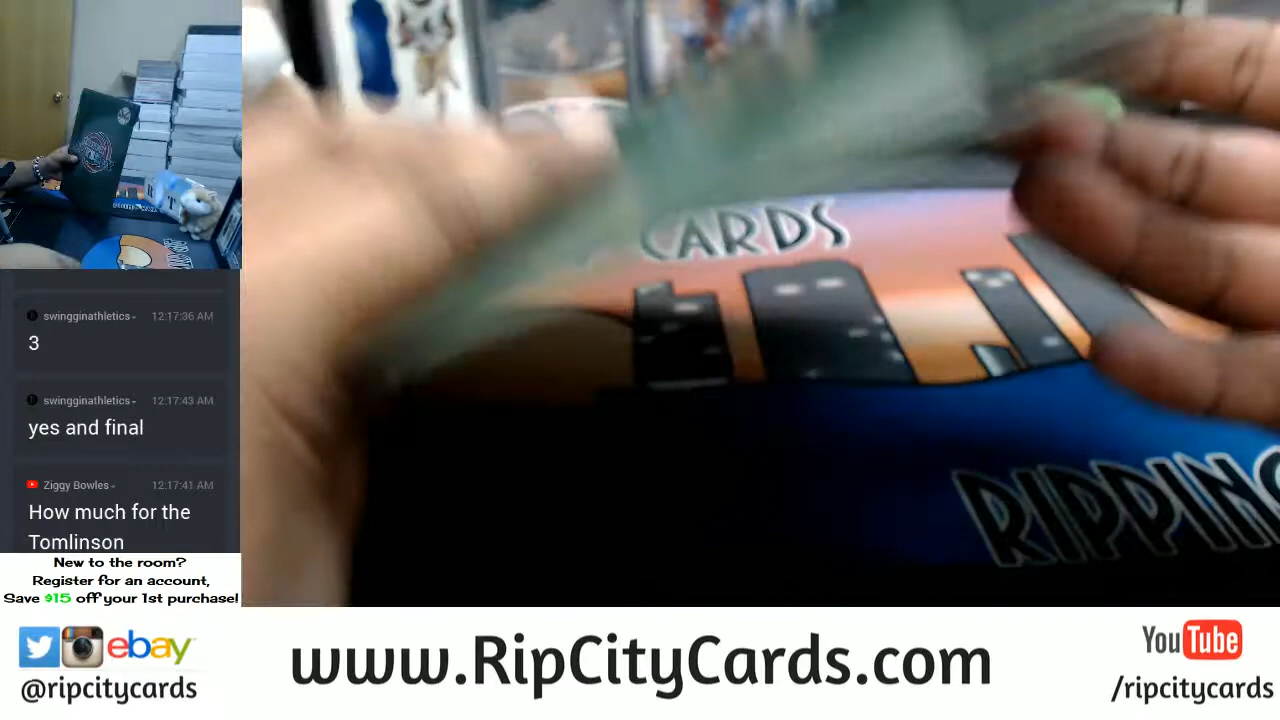 CARDS
RIPPING
swingginathletics 12:17:36 AM
3
swingginathletics 12:17:43 AM
yes and final
Ziggy Bowles 12:17:41 AM
How much for the
Tomlinson
New to the room?
Register for an account,
Save $15 off your 1st purchase!
ebay
@ripcitycards
www.RipCityCards.com
YouTube
/ripcitycards